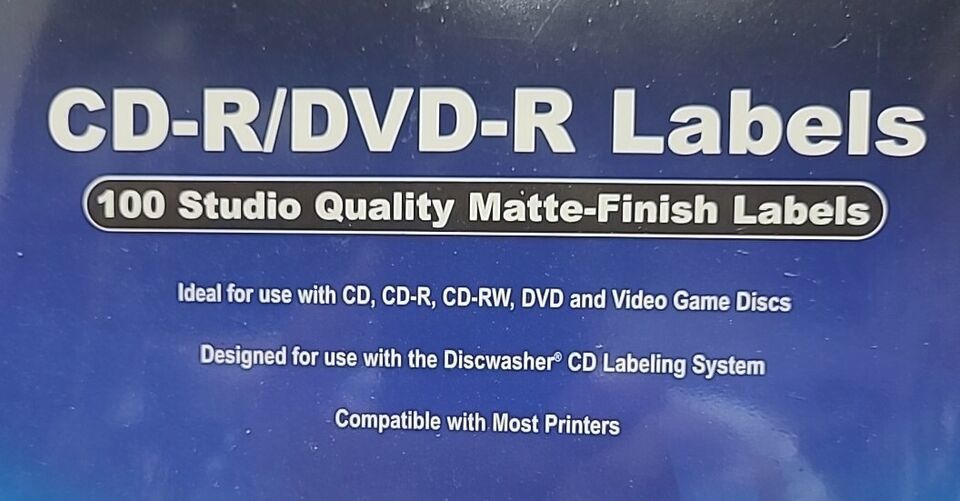 CD-R/DVD-R Labels
100 Studio Quality Matte-Finish Labels
Ideal for use with CD, CD-R, CD-RW, DVD and Video Game Discs
Designed for use with the Discwasher® CD Labeling System
Compatible with Most Printers